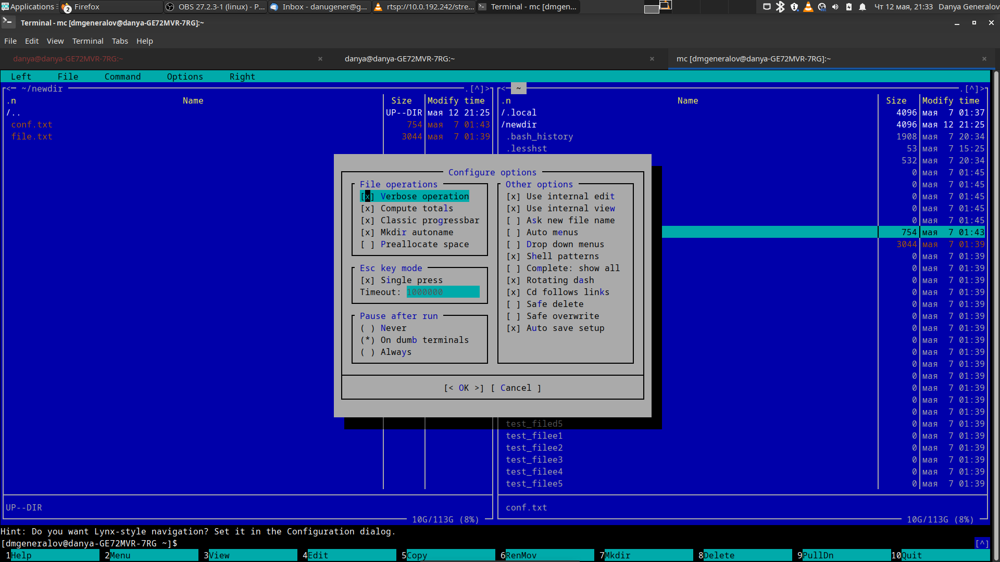 Applications
2 Firefox
OBS 27.2.3-1 (linux) - P...
Inbox - danugener@g...
rtsp://10.0.192.242/stre...
Terminal - mc [dmgen...
Чт 12 мая, 21:33
Danya Generalov
Terminal - mc [dmgeneralov@danya-GE72MVR-7RG]:~
File Edit View Terminal Tabs Help
danya@danya-GE72MVR-7RG:~ ×
danya@danya-GE72MVR-7RG:~ ×
mc [dmgeneralov@danya-GE72MVR-7RG]:~ ×
Left File Command Options Right
<─ ~/newdir .[^]>
.n Name Size Modify time
/.. UP--DIR мая 12 21:25
conf.txt 754 мая 7 01:43
file.txt 3044 мая 7 01:39
UP--DIR
10G/113G (8%)
<─ ~ .[^]>
.n Name Size Modify time
/.local 4096 мая 7 01:37
/newdir 4096 мая 12 21:25
.bash_history 1908 мая 7 20:34
.lesshst 53 мая 7 15:25
532 мая 7 20:34
0 мая 7 01:45
0 мая 7 01:45
0 мая 7 01:45
0 мая 7 01:45
0 мая 7 01:45
754 мая 7 01:43
3044 мая 7 01:39
0 мая 7 01:39
0 мая 7 01:39
0 мая 7 01:39
0 мая 7 01:39
0 мая 7 01:39
0 мая 7 01:39
0 мая 7 01:39
0 мая 7 01:39
0 мая 7 01:39
0 мая 7 01:39
0 мая 7 01:39
0 мая 7 01:39
0 мая 7 01:39
0 мая 7 01:39
test_filed5 0 мая 7 01:39
test_filee1 0 мая 7 01:39
test_filee2 0 мая 7 01:39
test_filee3 0 мая 7 01:39
test_filee4 0 мая 7 01:39
test_filee5 0 мая 7 01:39
conf.txt
10G/113G (8%)
Configure options
File operations
[x] Verbose operation
[x] Compute totals
[x] Classic progressbar
[x] Mkdir autoname
[ ] Preallocate space
Esc key mode
[x] Single press
Timeout: 1000000
Pause after run
( ) Never
(*) On dumb terminals
( ) Always
Other options
[x] Use internal edit
[x] Use internal view
[ ] Ask new file name
[ ] Auto menus
[ ] Drop down menus
[x] Shell patterns
[ ] Complete: show all
[x] Rotating dash
[x] Cd follows links
[ ] Safe delete
[ ] Safe overwrite
[x] Auto save setup
[< OK >] [ Cancel ]
Hint: Do you want Lynx-style navigation? Set it in the Configuration dialog.
[dmgeneralov@danya-GE72MVR-7RG ~]$ [^]
1Help 2Menu 3View 4Edit 5Copy 6RenMov 7Mkdir 8Delete 9PullDn 10Quit